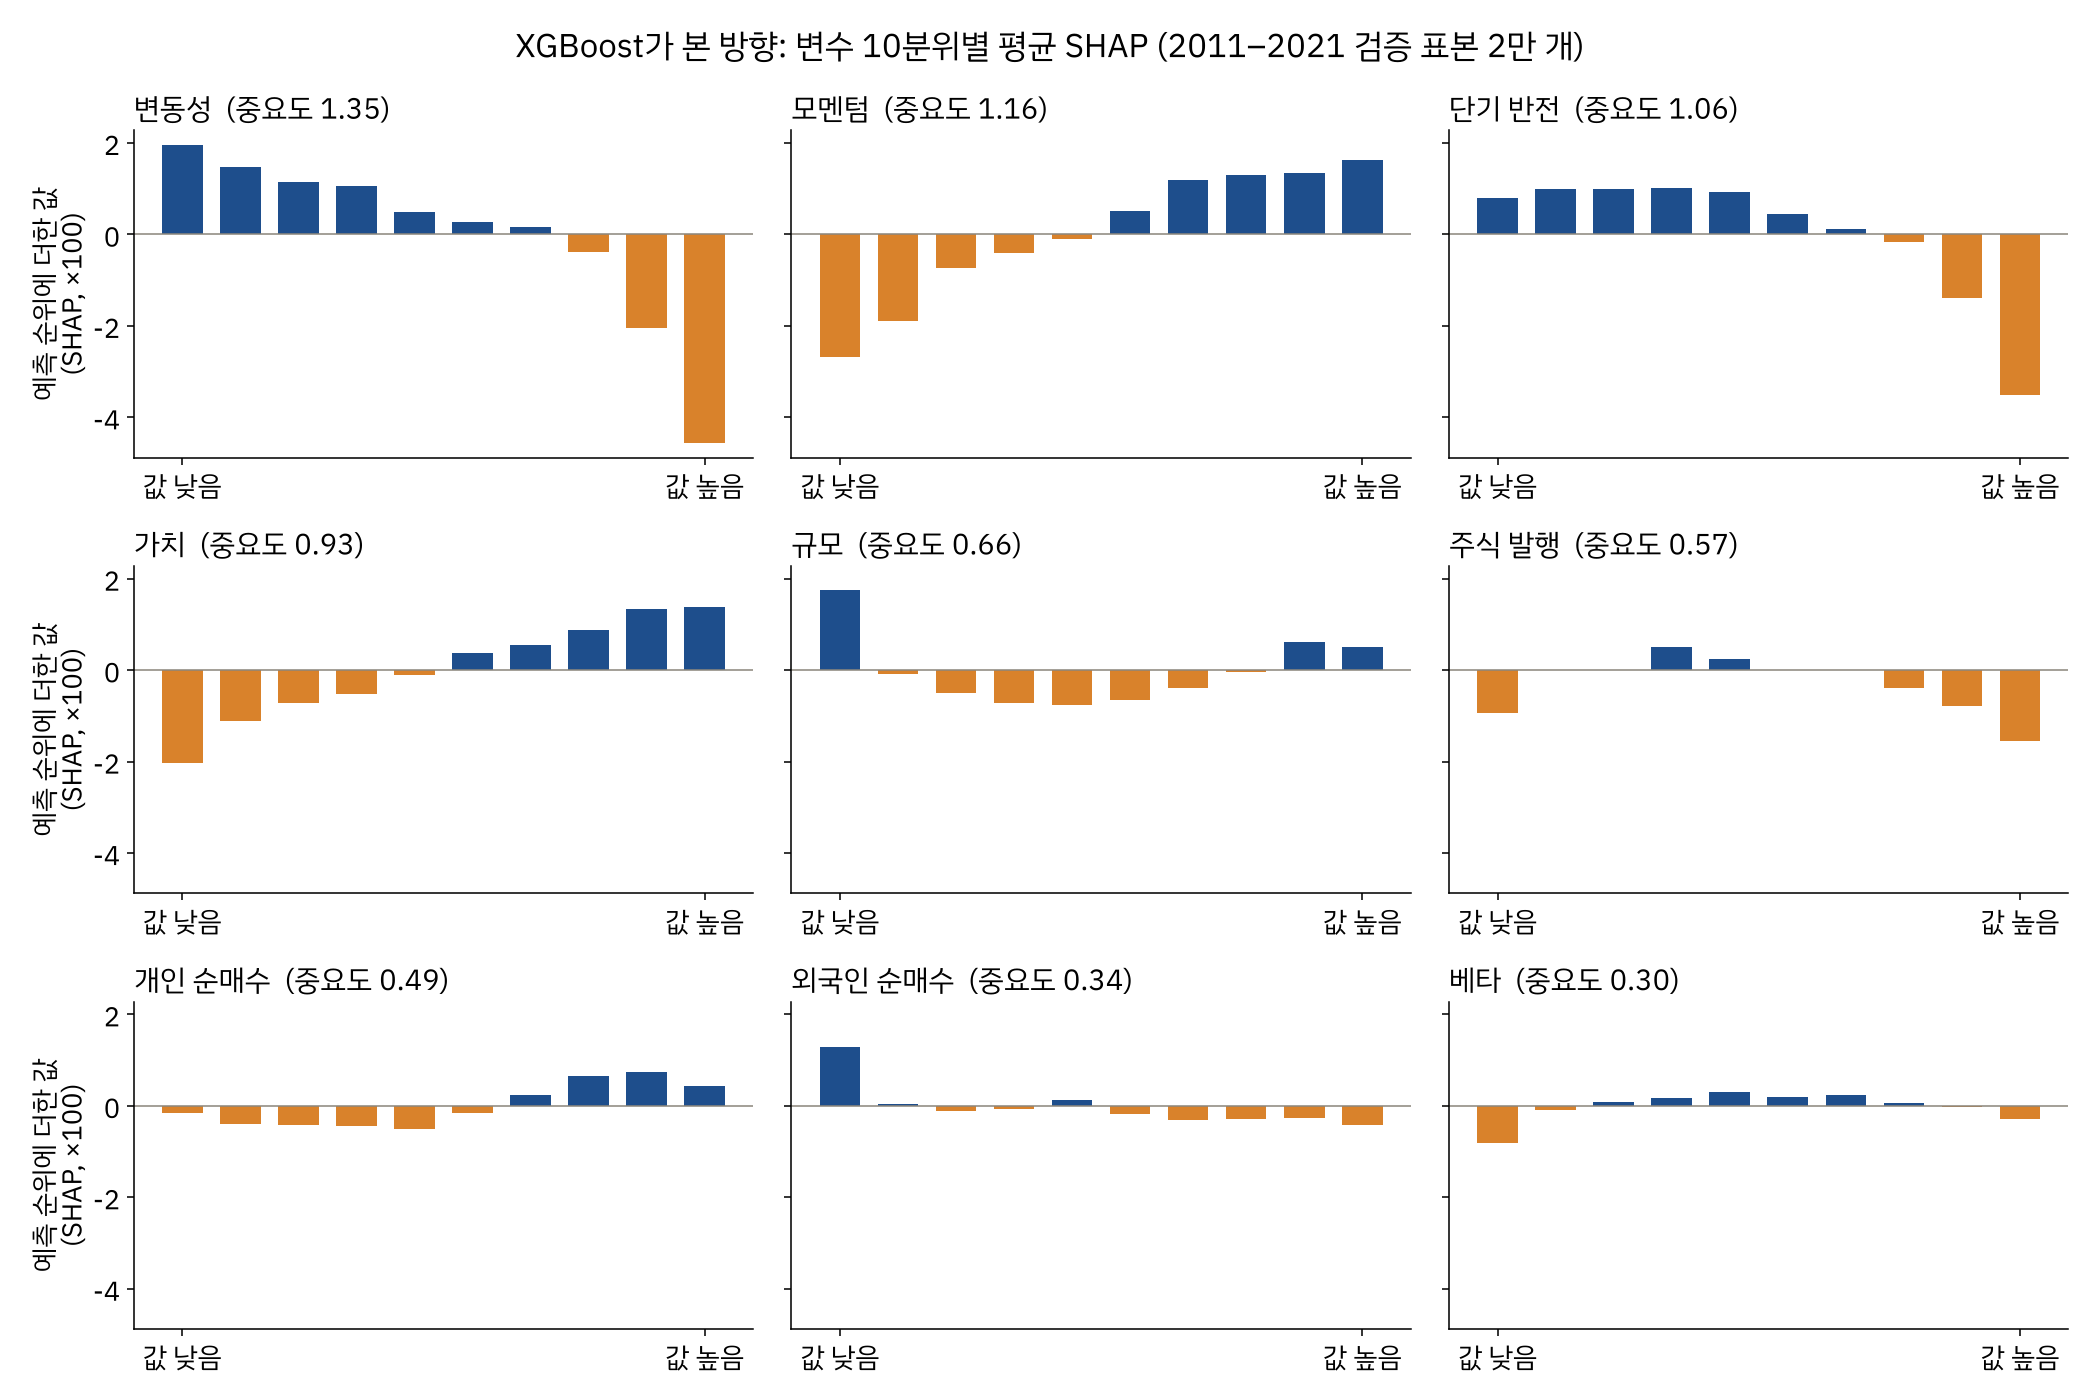 XGBoost가 본 방향: 변수 10분위별 평균 SHAP (2011–2021 검증 표본 2만 개)
변동성 (중요도 1.35)
모멘텀 (중요도 1.16)
단기 반전 (중요도 1.06)
예측 순위에 더한 값
(SHAP, ×100)
2
0
-2
-4
값 낮음
값 높음
값 낮음
값 높음
값 낮음
값 높음
가치 (중요도 0.93)
규모 (중요도 0.66)
주식 발행 (중요도 0.57)
예측 순위에 더한 값
(SHAP, ×100)
2
0
-2
-4
값 낮음
값 높음
값 낮음
값 높음
값 낮음
값 높음
개인 순매수 (중요도 0.49)
외국인 순매수 (중요도 0.34)
베타 (중요도 0.30)
예측 순위에 더한 값
(SHAP, ×100)
2
0
-2
-4
값 낮음
값 높음
값 낮음
값 높음
값 낮음
값 높음